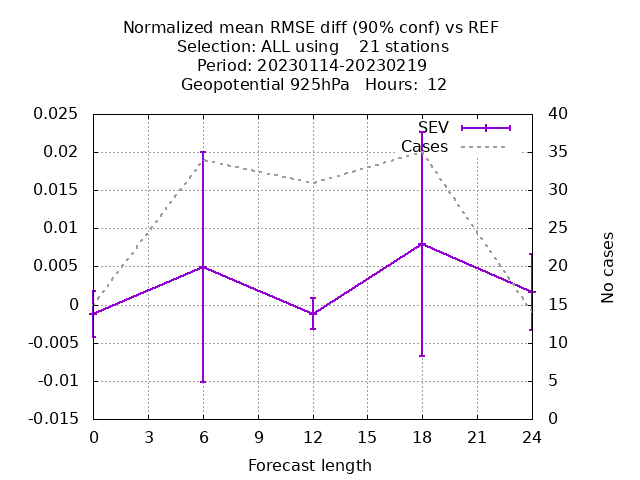 Normalized mean RMSE diff (90% conf) vs REF
Selection: ALL using    21 stations
Period: 20230114-20230219
Geopotential 925hPa   Hours:  12
0.025
0.02
0.015
0.01
0.005
0
-0.005
-0.01
-0.015
SEV
Cases
40
35
30
25
20
15
10
5
0
No cases
0 3 6 9 12 15 18 21 24
Forecast length